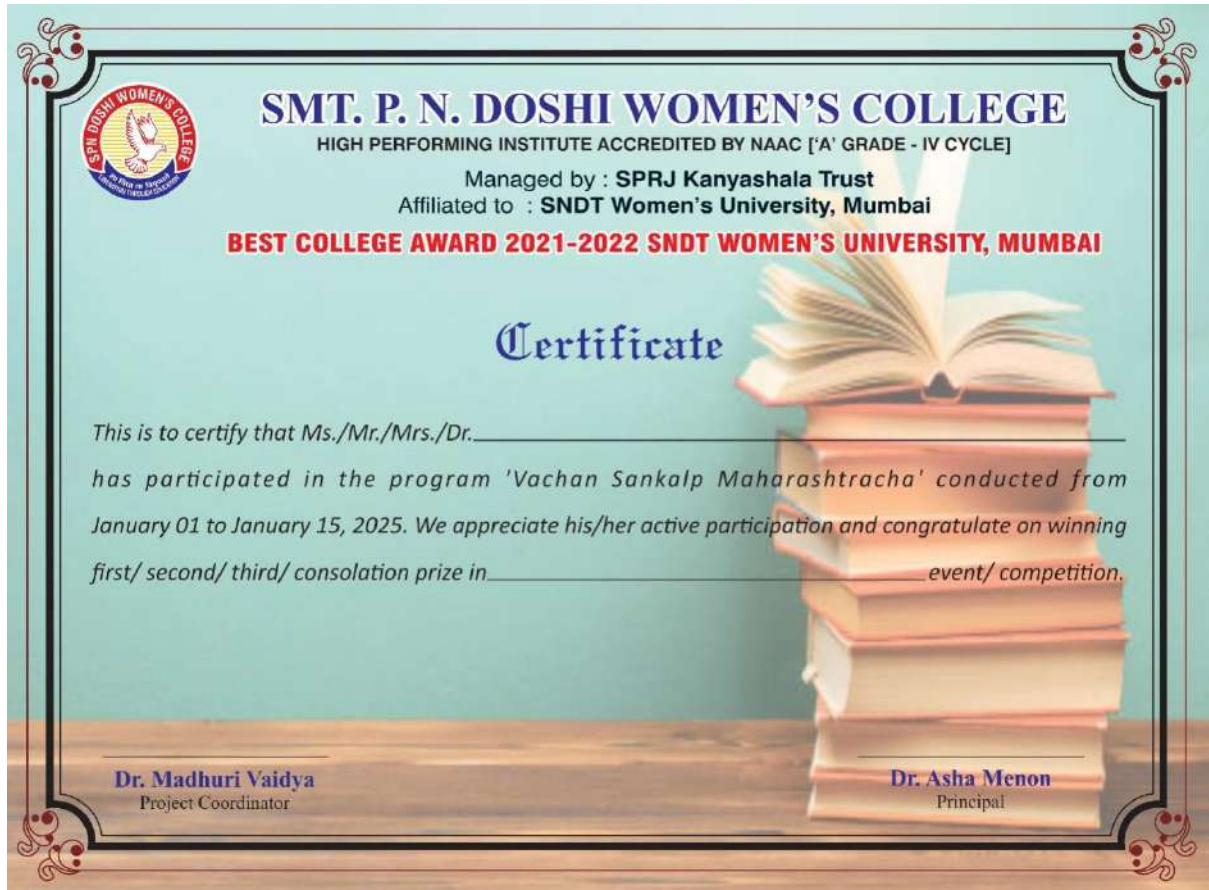 SPN DOSHI WOMEN'S COLLEGE
LIBERATION THROUGH EDUCATION
SMT. P. N. DOSHI WOMEN'S COLLEGE
HIGH PERFORMING INSTITUTE ACCREDITED BY NAAC ['A' GRADE - IV CYCLE]
Managed by : SPRJ Kanyashala Trust
Affiliated to : SNDT Women's University, Mumbai
BEST COLLEGE AWARD 2021-2022 SNDT WOMEN'S UNIVERSITY, MUMBAI
Certificate
This is to certify that Ms./Mr./Mrs./Dr.
has participated in the program 'Vachan Sankalp Maharashtracha' conducted from
January 01 to January 15, 2025. We appreciate his/her active participation and congratulate on winning
first/ second/ third/ consolation prize in event/ competition.
Dr. Madhuri Vaidya
Project Coordinator
Dr. Asha Menon
Principal